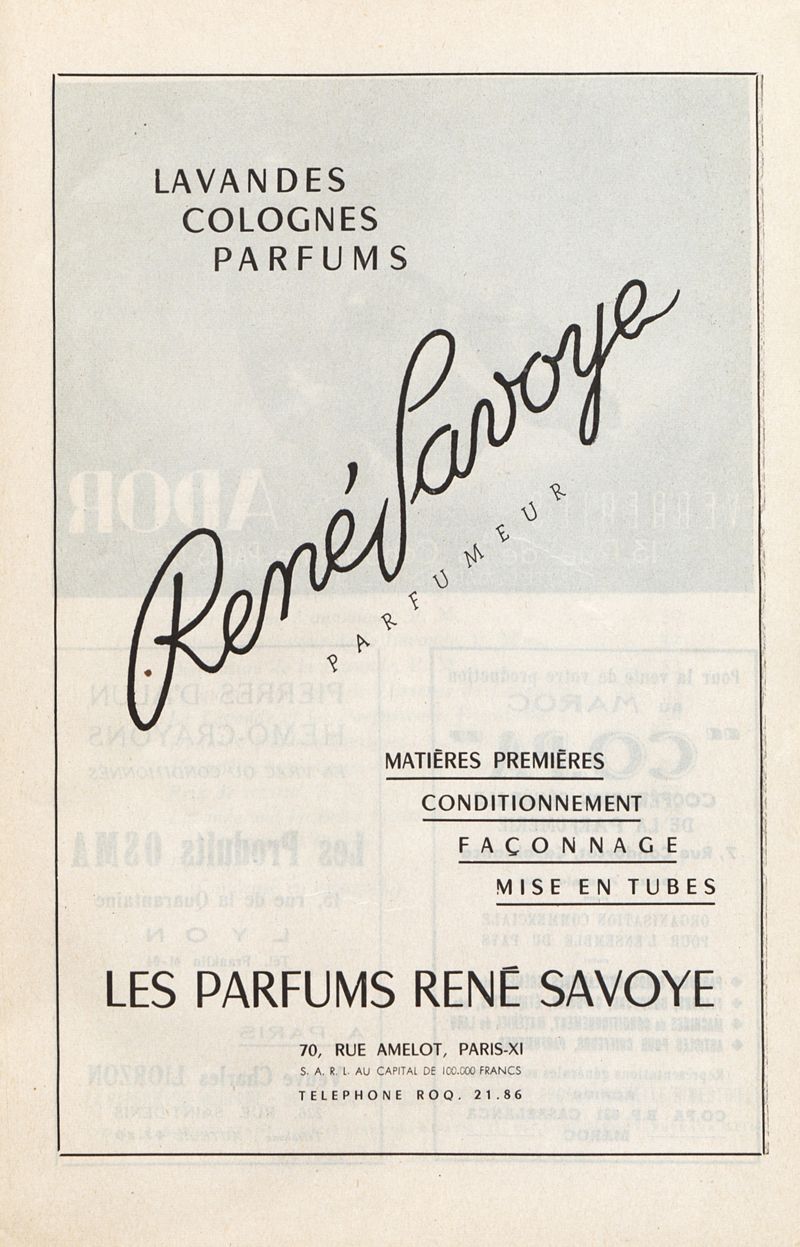 LAVANDES
COLOGNES
PARFUMS
René Savoye
PARFUMEUR
MATIÈRES PREMIÈRES
CONDITIONNEMENT
FAÇONNAGE
MISE EN TUBES
LES PARFUMS RENÉ SAVOYE
70, RUE AMELOT, PARIS-XI
S. A. R. L. AU CAPITAL DE 100.000 FRANCS
TELEPHONE ROQ. 21.86